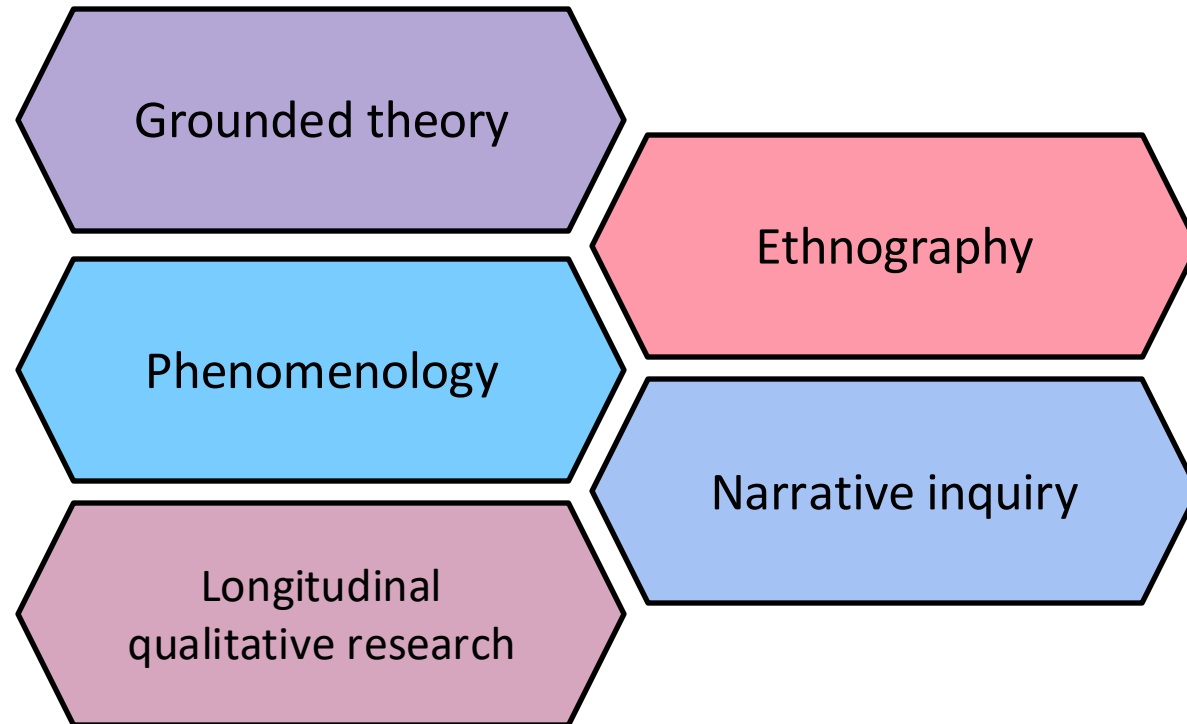 Grounded theory
Ethnography
Phenomenology
Narrative inquiry
Longitudinal
qualitative research